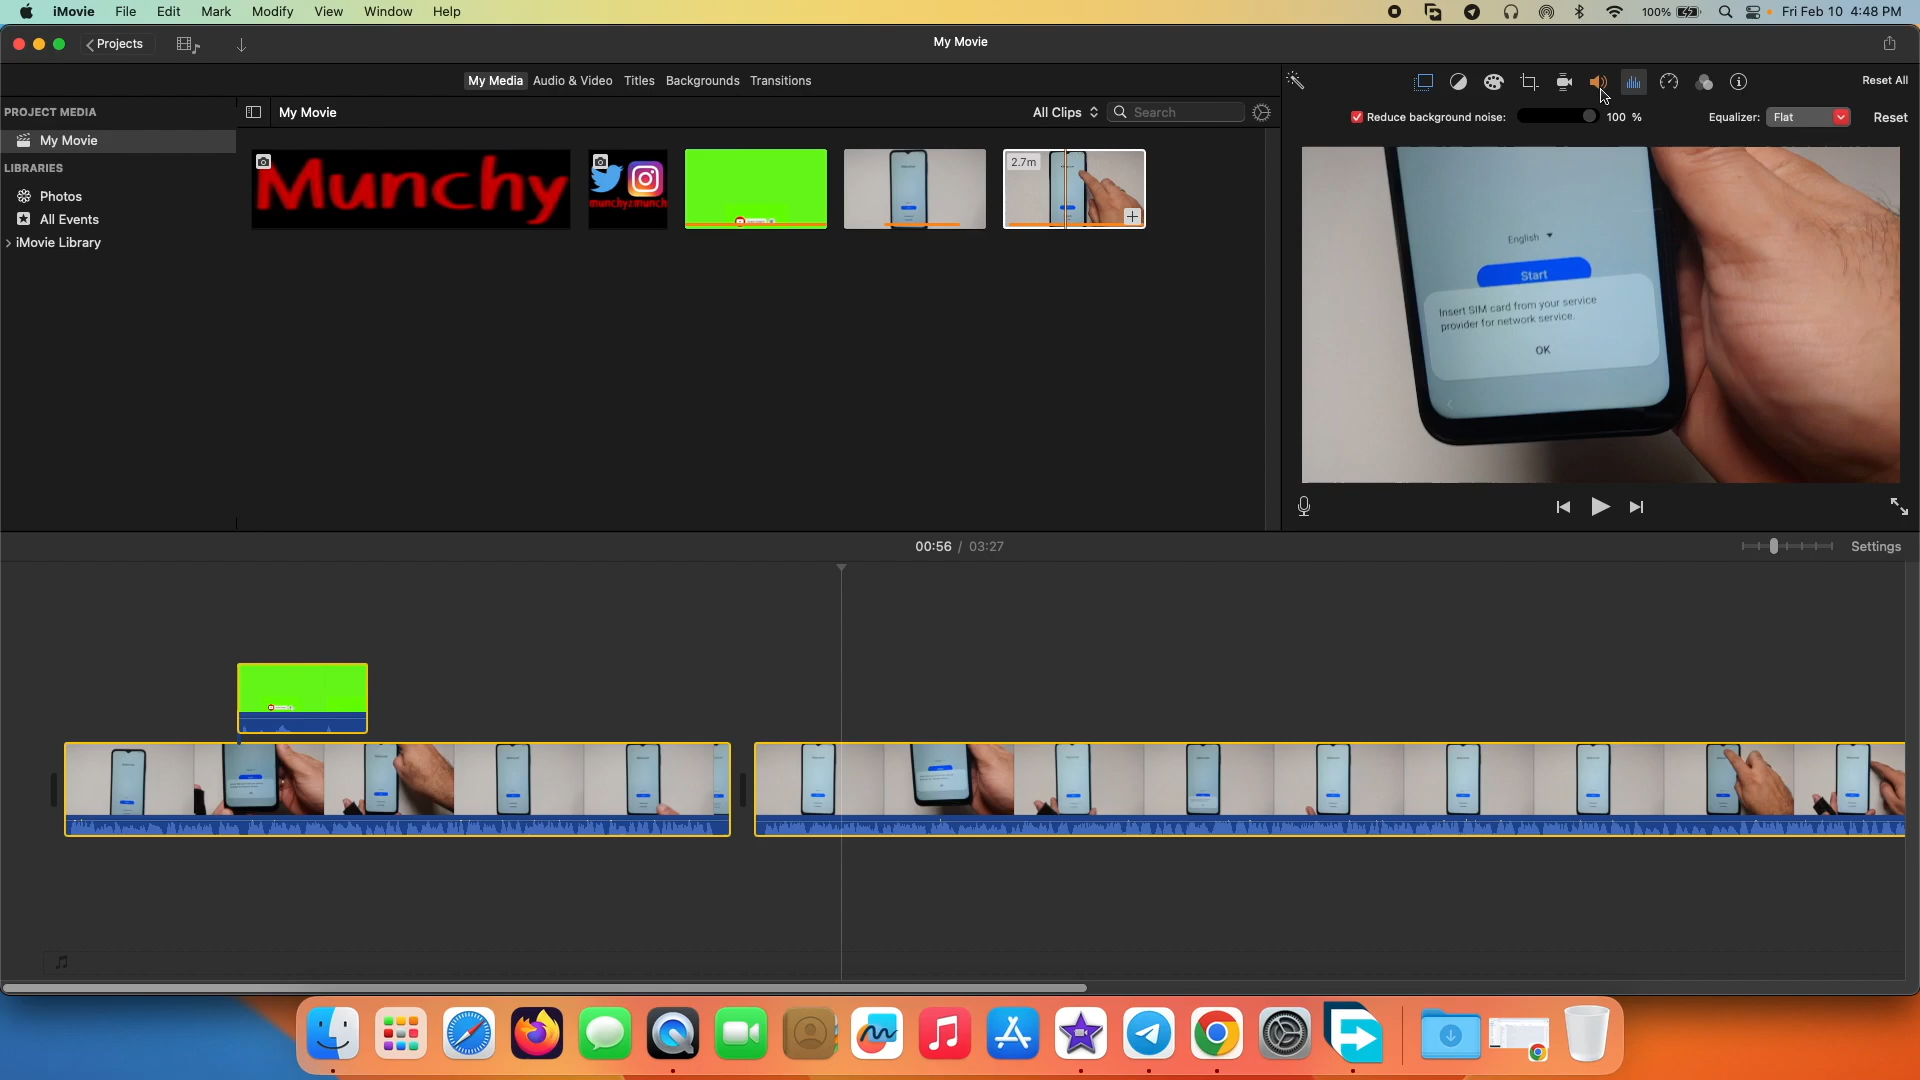 iMovie File Edit Mark Modify View Window Help 100% Fri Feb 10 4:48 PM
Projects
My Movie
My Media Audio & Video Titles Backgrounds Transitions
Reset All
PROJECT MEDIA
My Movie
All Clips
Search
Reduce background noise: 100 %
Equalizer: Flat
Reset
My Movie
LIBRARIES
Photos
All Events
iMovie Library
Munchy
munchyzmunch
2.7m
English
Start
Insert SIM card from your service
provider for network service.
OK
00:56 / 03:27
Settings